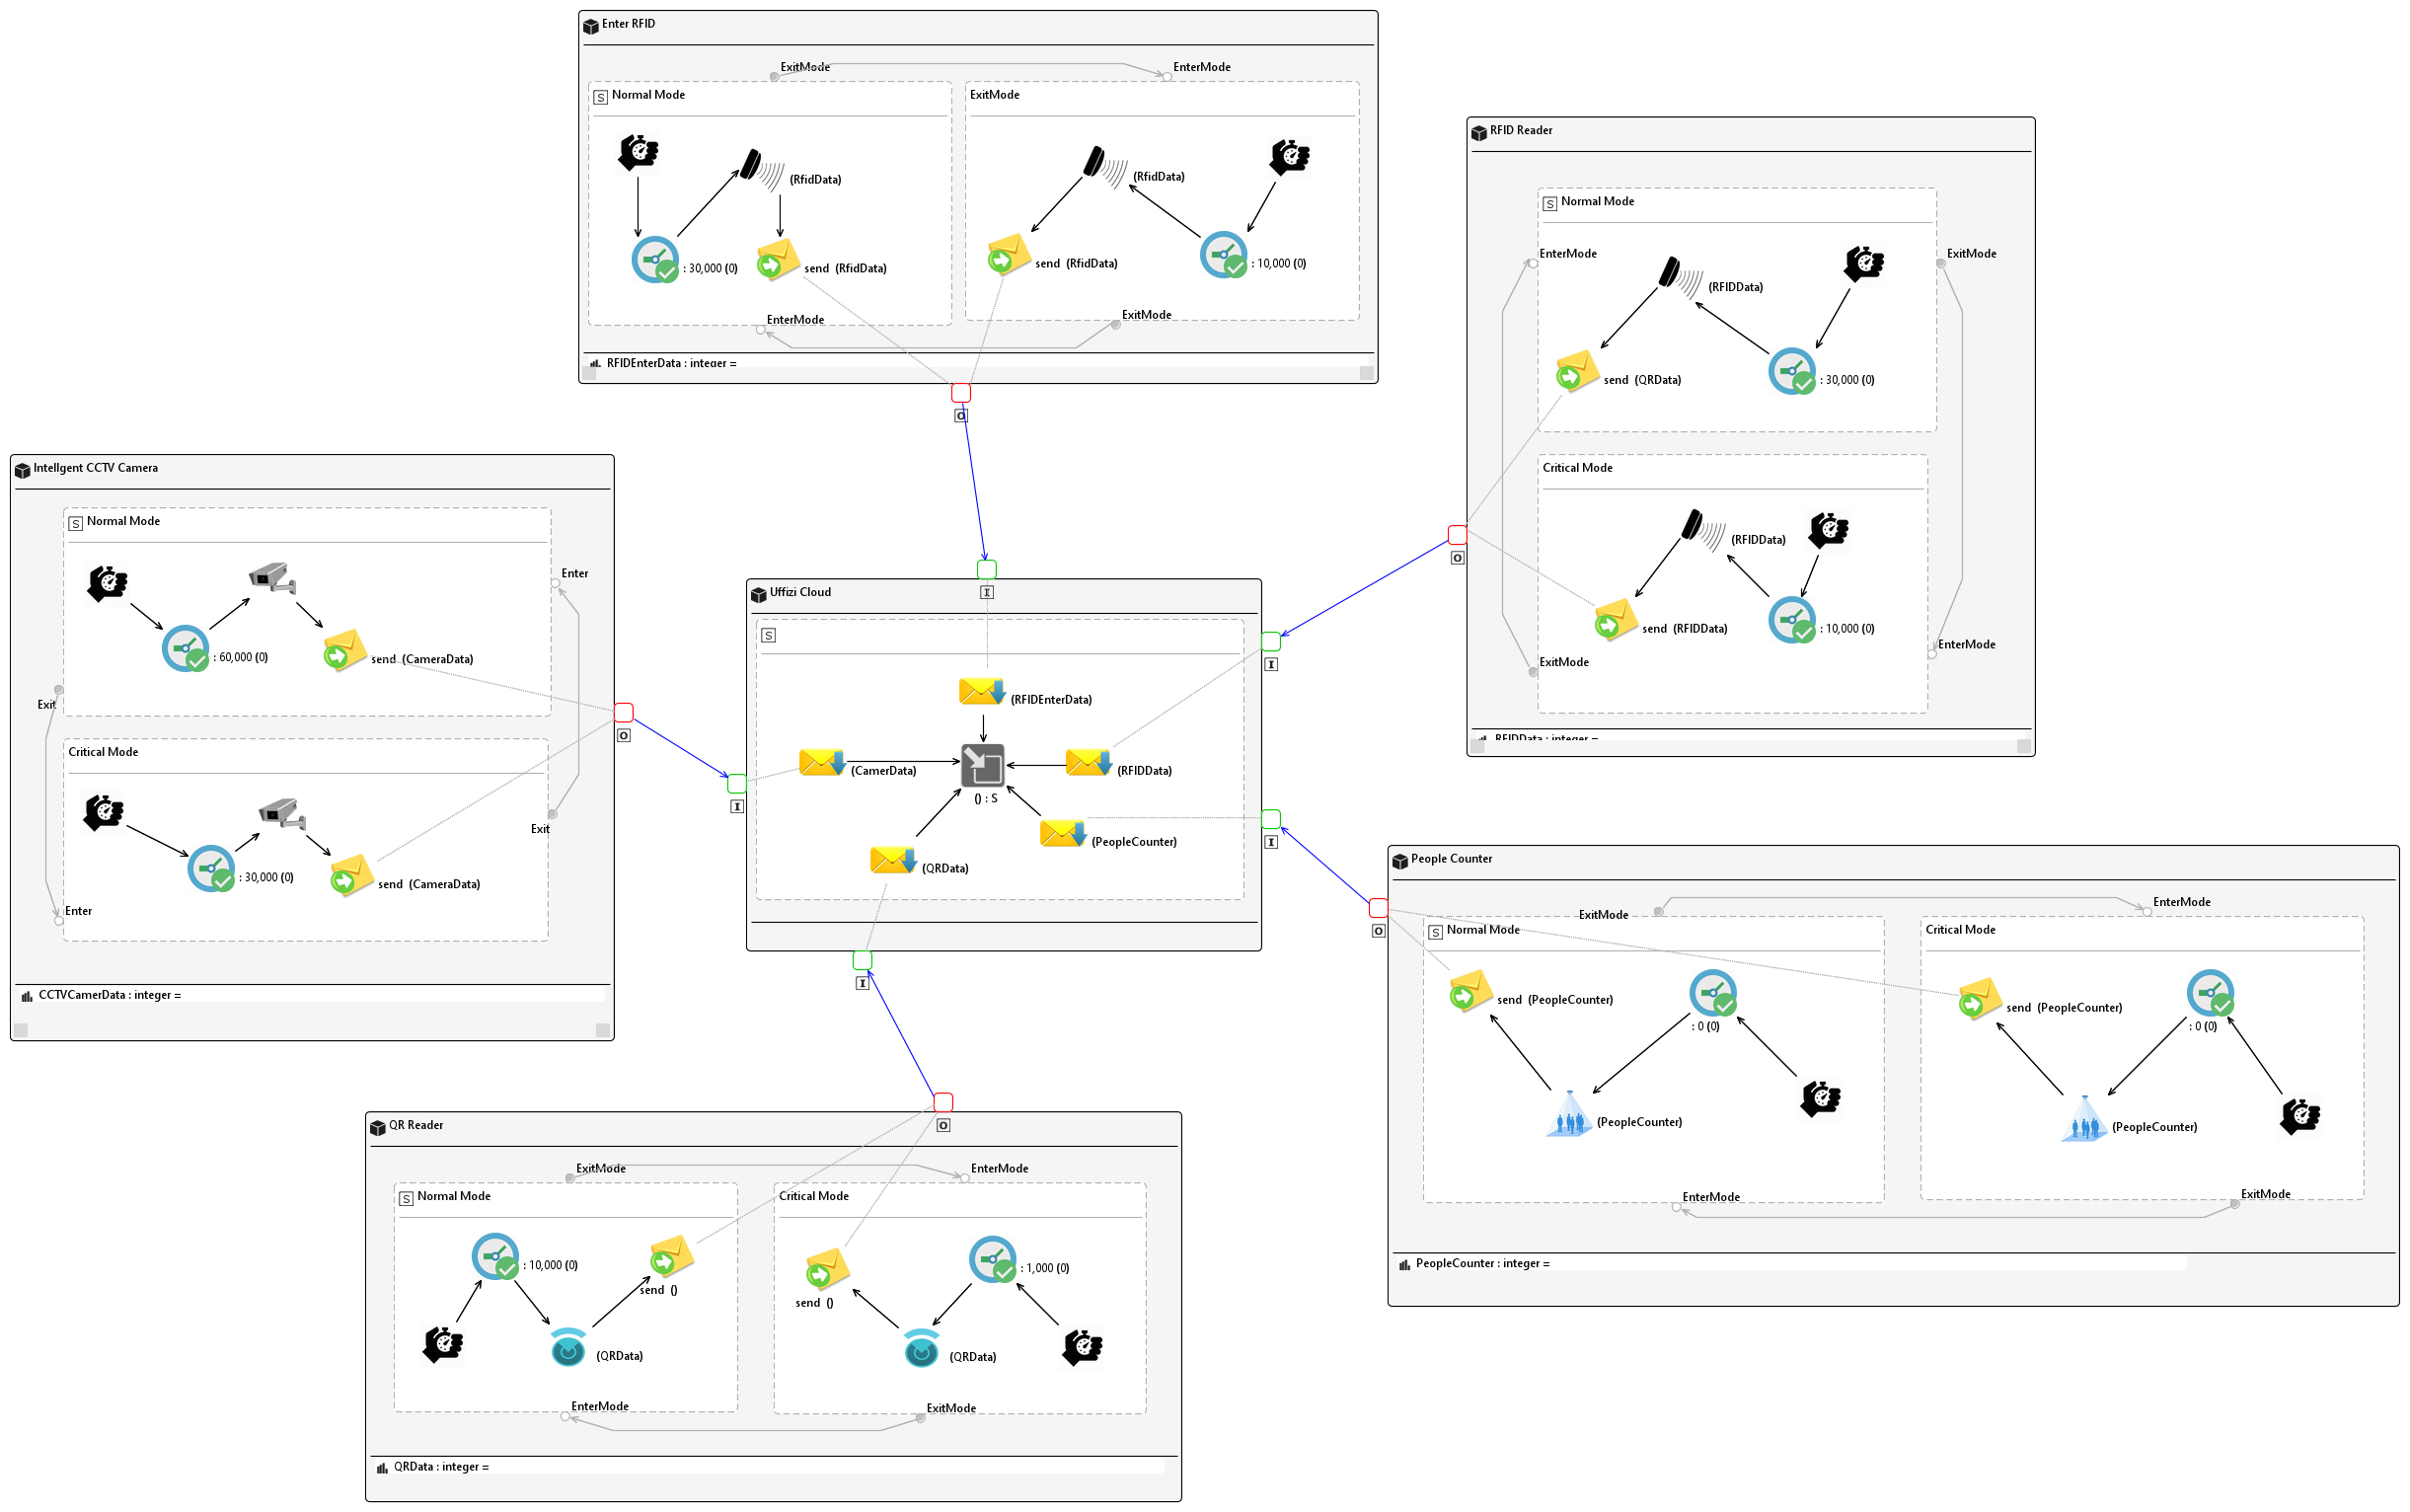 Enter RFID
ExitMode
EnterMode
S Normal Mode
ExitMode
(RfidData)
(RfidData)
: 30,000 (0)
send (RfidData)
send (RfidData)
: 10,000 (0)
EnterMode
ExitMode
RFIDEnterData : integer =
O
RFID Reader
S Normal Mode
EnterMode
ExitMode
(RFIDData)
send (QRData)
: 30,000 (0)
Critical Mode
(RFIDData)
send (RFIDData)
: 10,000 (0)
ExitMode
EnterMode
RFIDData : integer =
O
Intellgent CCTV Camera
S Normal Mode
Enter
: 60,000 (0)
send (CameraData)
Exit
Critical Mode
: 30,000 (0)
send (CameraData)
Exit
Enter
CCTVCamerData : integer =
O
Uffizi Cloud
I
S
I
(RFIDEnterData)
(CamerData)
(RFIDData)
() : S
I
(PeopleCounter)
I
(QRData)
I
People Counter
O
ExitMode
EnterMode
S Normal Mode
Critical Mode
send (PeopleCounter)
: 0 (0)
send (PeopleCounter)
: 0 (0)
(PeopleCounter)
(PeopleCounter)
EnterMode
ExitMode
PeopleCounter : integer =
QR Reader
O
ExitMode
EnterMode
S Normal Mode
Critical Mode
: 10,000 (0)
send ()
send ()
: 1,000 (0)
(QRData)
(QRData)
EnterMode
ExitMode
QRData : integer =